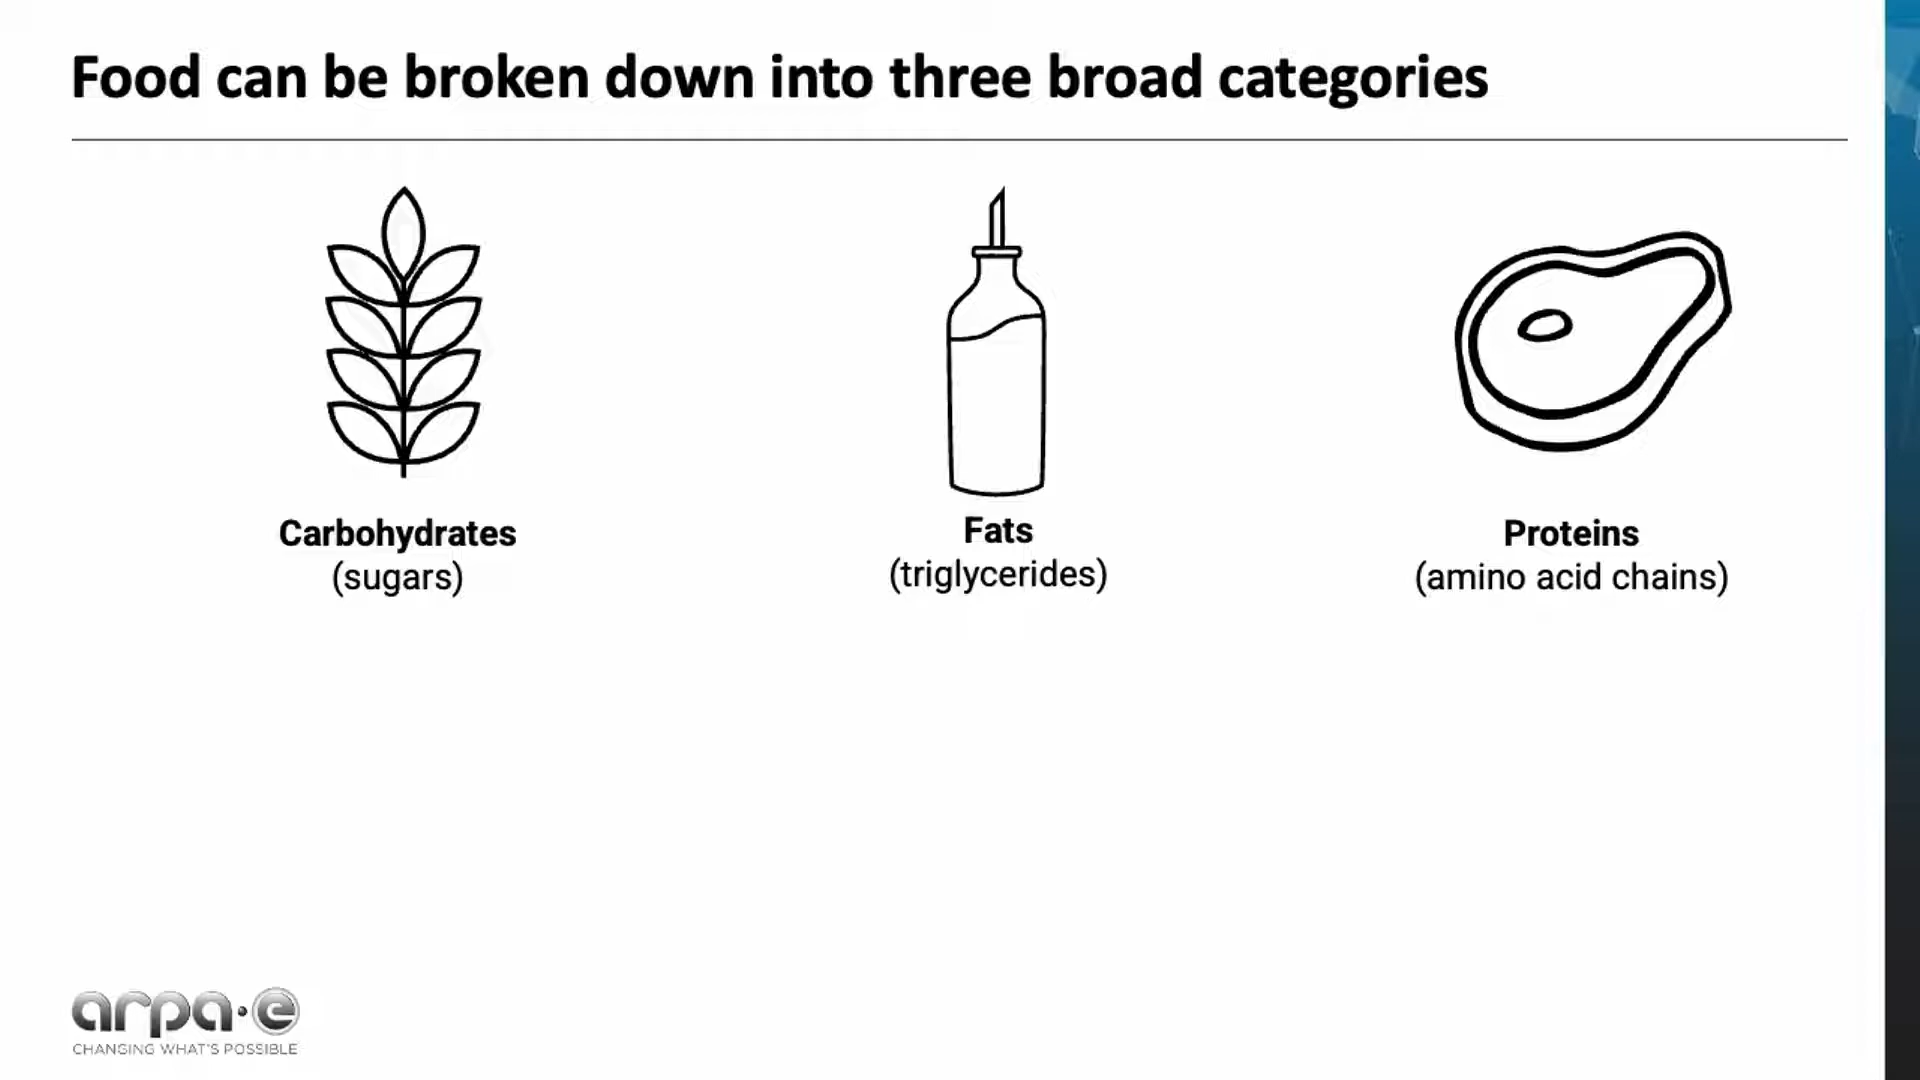 Food can be broken down into three broad categories
Carbohydrates
(sugars)
Fats
(triglycerides)
Proteins
(amino acid chains)
arpa·e
CHANGING WHAT'S POSSIBLE